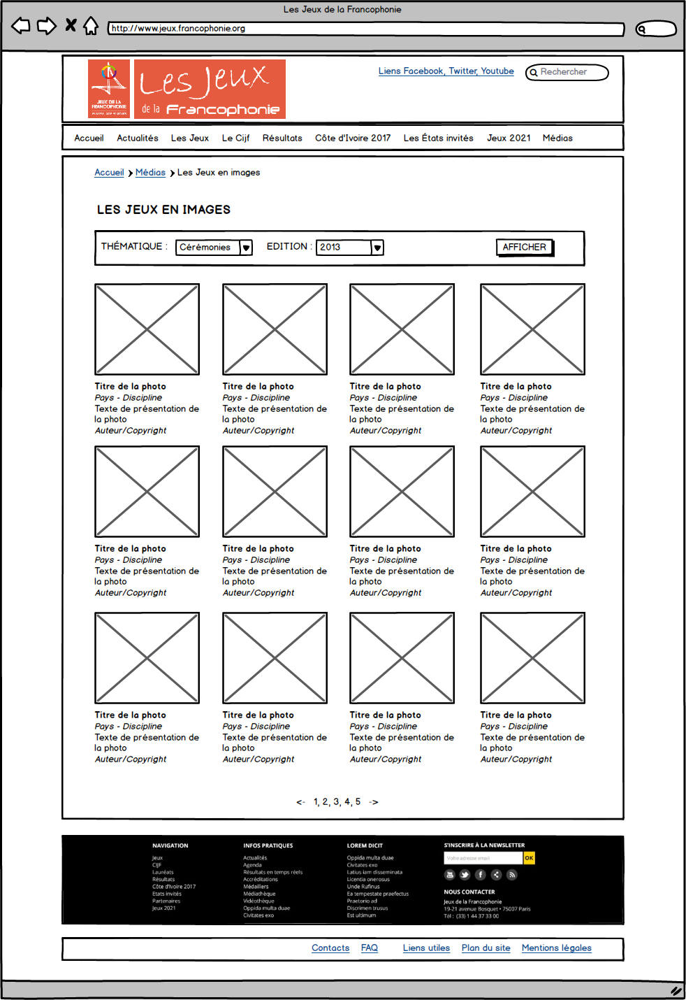 Les Jeux de la Francophonie
http://www.jeux.francophonie.org
JEUX DE LA
FRANCOPHONIE
Les Jeux
de la Francophonie
Liens Facebook, Twitter, Youtube
Rechercher
Accueil Actualités Les Jeux Le Cijf Résultats Côte d'Ivoire 2017 Les États invités Jeux 2021 Médias
Accueil Médias Les Jeux en images
LES JEUX EN IMAGES
THÉMATIQUE : Cérémonies EDITION : 2013 AFFICHER
Titre de la photo Titre de la photo Titre de la photo Titre de la photo
Pays - Discipline Pays - Discipline Pays - Discipline Pays - Discipline
Texte de présentation de Texte de présentation de Texte de présentation de Texte de présentation de
la photo la photo la photo la photo
Auteur/Copyright Auteur/Copyright Auteur/Copyright Auteur/Copyright
Titre de la photo Titre de la photo Titre de la photo Titre de la photo
Pays - Discipline Pays - Discipline Pays - Discipline Pays - Discipline
Texte de présentation de Texte de présentation de Texte de présentation de Texte de présentation de
la photo la photo la photo la photo
Auteur/Copyright Auteur/Copyright Auteur/Copyright Auteur/Copyright
Titre de la photo Titre de la photo Titre de la photo Titre de la photo
Pays - Discipline Pays - Discipline Pays - Discipline Pays - Discipline
Texte de présentation de Texte de présentation de Texte de présentation de Texte de présentation de
la photo la photo la photo la photo
Auteur/Copyright Auteur/Copyright Auteur/Copyright Auteur/Copyright
<- 1, 2, 3, 4, 5 ->
NAVIGATION
Jeux
CIJF
Lauréats
Résultats
Côte d'Ivoire 2017
Etats invités
Partenaires
Jeux 2021
INFOS PRATIQUES
Actualités
Agenda
Résultats en temps réels
Accréditations
Médaillers
Médiathèque
Vidéothèque
Oppida multa duae
Civitates exo
LOREM DICIT
Oppida multa duae
Civitates exo
Latius iam disseminata
Licentia onerosus
Unde Rufinus
Ea tempestate praefectus
Praetorio ad
Discrimen trusus
Est ultimum
S'INSCRIRE À LA NEWSLETTER
Votre adresse email OK
NOUS CONTACTER
Jeux de la Francophonie
19-21 avenue Bosquet • 75007 Paris
Tél : (33) 1 44 37 33 00
Contacts FAQ Liens utiles Plan du site Mentions légales